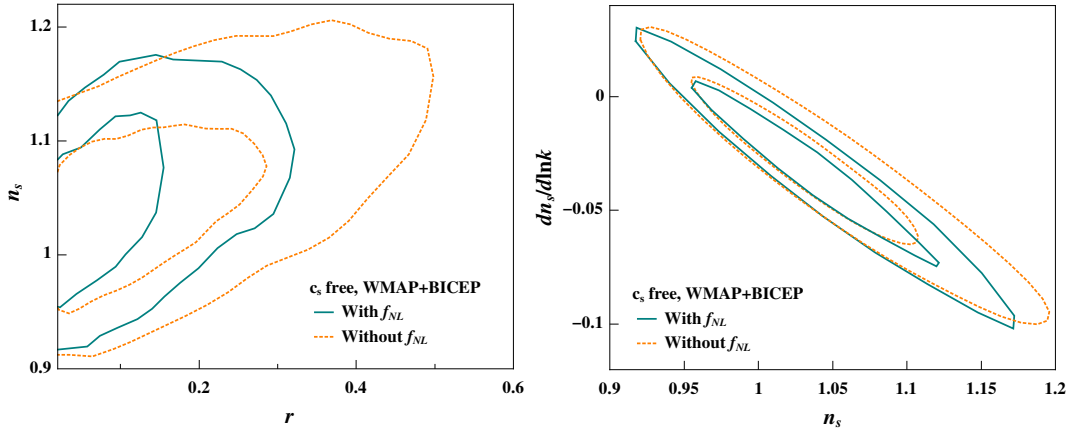 1.2
1.1
1
0.9
n_s
0.2
0.4
0.6
r
c_s free, WMAP+BICEP
With f_NL
Without f_NL
0
−0.05
−0.1
dn_s/dlnk
0.9
0.95
1
1.05
1.1
1.15
1.2
n_s
c_s free, WMAP+BICEP
With f_NL
Without f_NL